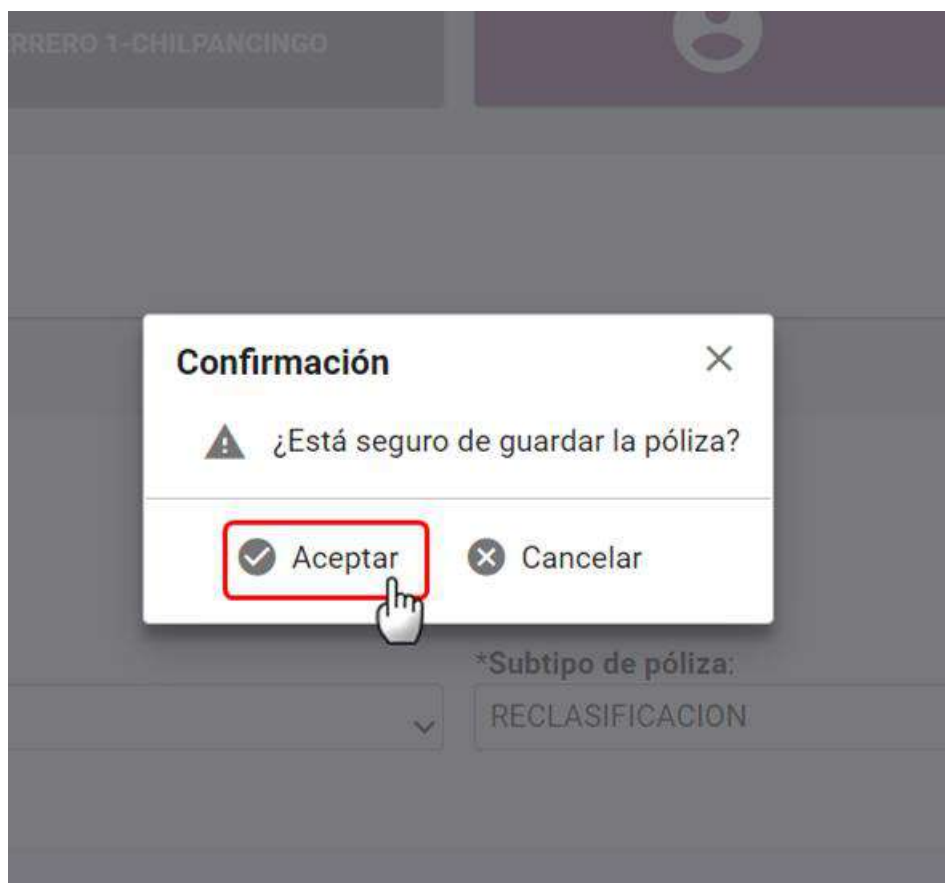 RRERO 1-CHILPANCINGO
Confirmación
¿Está seguro de guardar la póliza?
Aceptar
Cancelar
*Subtipo de póliza:
RECLASIFICACION